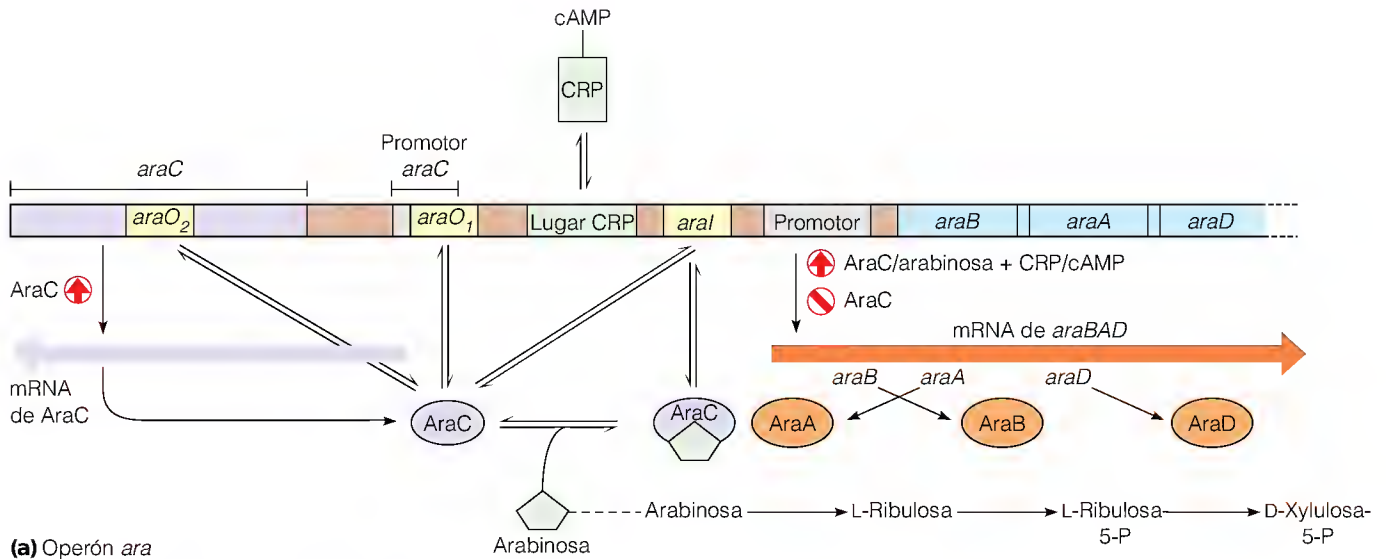 cAMP
CRP
Promotor
araC
araC
araO2
araO1
Lugar CRP
araI
Promotor
araB
araA
araD
AraC
AraC/arabinosa + CRP/cAMP
AraC
mRNA de araBAD
araB
araA
araD
mRNA
de AraC
AraC
AraC
AraA
AraB
AraD
Arabinosa
Arabinosa
L-Ribulosa
L-Ribulosa-
5-P
D-Xylulosa-
5-P
(a) Operón ara